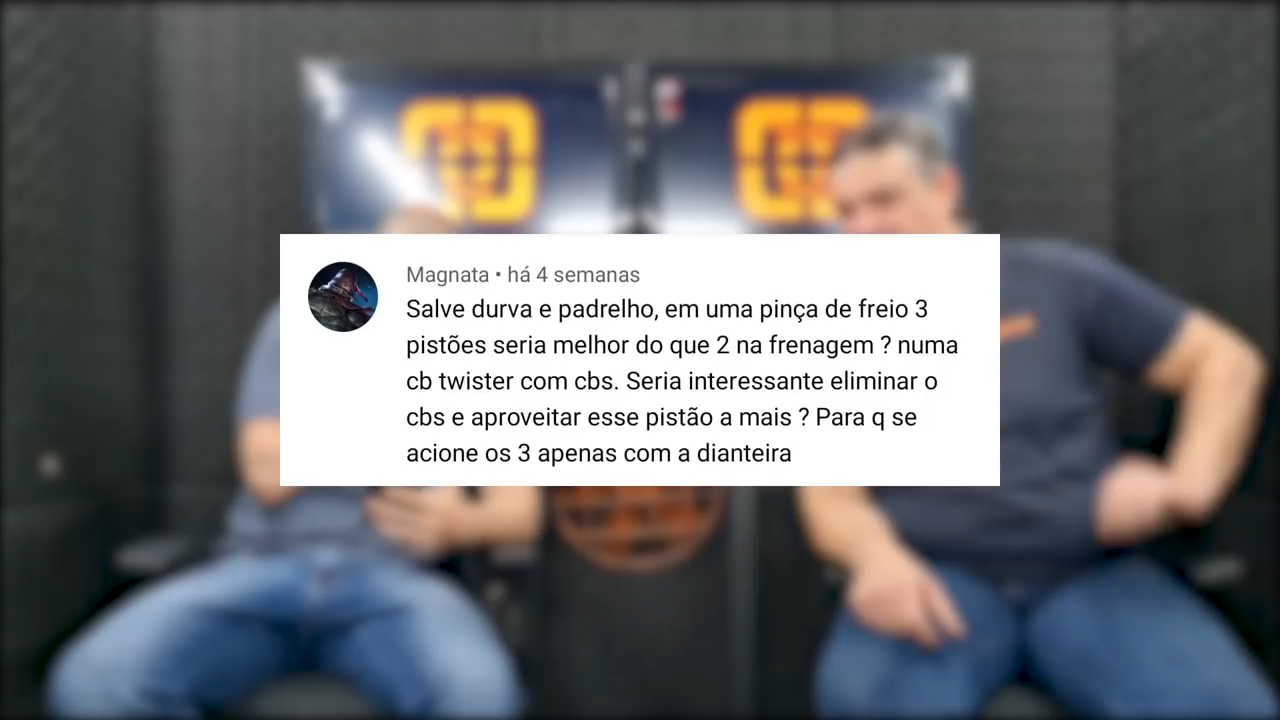 Magnata • há 4 semanas
Salve durva e padrelho, em uma pinça de freio 3
pistões seria melhor do que 2 na frenagem ? numa
cb twister com cbs. Seria interessante eliminar o
cbs e aproveitar esse pistão a mais ? Para q se
acione os 3 apenas com a dianteira